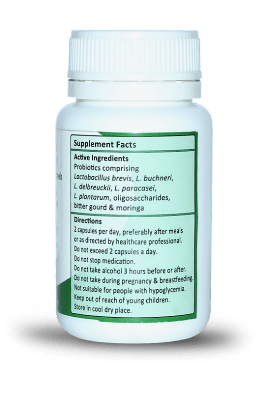 Supplement Facts
Active Ingredients
Probiotics comprising
Lactobacillus brevis, L. buchneri,
L. delbreuckii, L. paracasei,
L. plantarum, oligosaccharides,
bitter gourd & moringa
Directions
2 capsules per day, preferably after meals
or as directed by healthcare professional.
Do not exceed 2 capsules a day.
Do not stop medication.
Do not take alcohol 3 hours before or after.
Do not take during pregnancy & breastfeeding.
Not suitable for people with hypoglycemia.
Keep out of reach of young children.
Store in cool dry place.